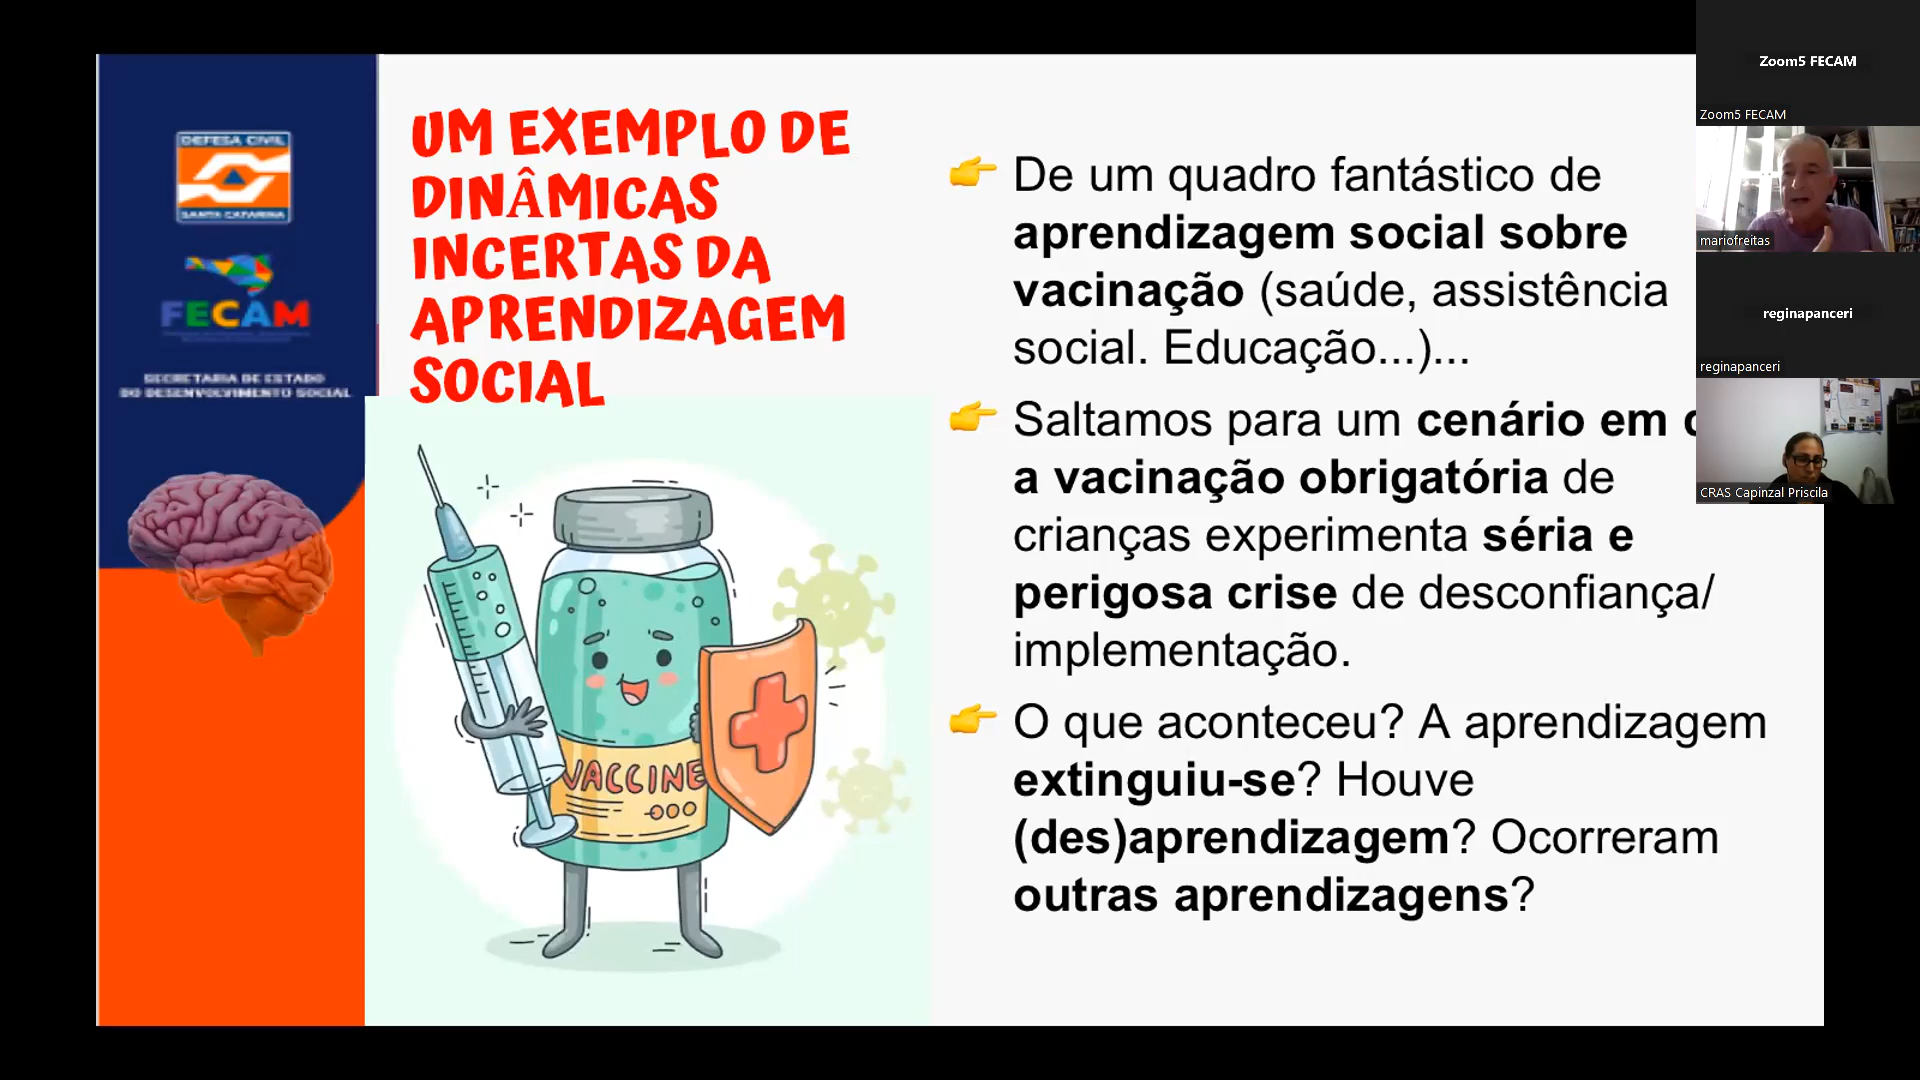 DEFESA CIVIL
SANTA CATARINA
FECAM
SECRETARIA DE ESTADO
DO DESENVOLVIMENTO SOCIAL
UM EXEMPLO DE
DINÂMICAS
INCERTAS DA
APRENDIZAGEM
SOCIAL
VACCINE
👉 De um quadro fantástico de
aprendizagem social sobre
vacinação (saúde, assistência
social. Educação...)...
👉 Saltamos para um cenário em
a vacinação obrigatória de
crianças experimenta séria e
perigosa crise de desconfiança/
implementação.
👉 O que aconteceu? A aprendizagem
extinguiu-se? Houve
(des)aprendizagem? Ocorreram
outras aprendizagens?
Zoom5 FECAM
Zoom5 FECAM
mariofreitas
reginapanceri
reginapanceri
CRAS Capinzal Priscila